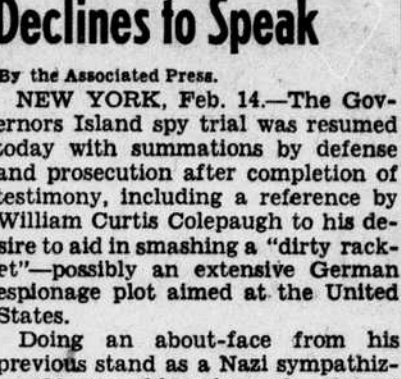 Declines to Speak
By the Associated Press.
NEW YORK, Feb. 14.—The Gov-
ernors Island spy trial was resumed
today with summations by defense
and prosecution after completion of
testimony, including a reference by
William Curtis Colepaugh to his de-
sire to aid in smashing a "dirty rack-
et"—possibly an extensive German
espionage plot aimed at the United
States.
Doing an about-face from his
previous stand as a Nazi sympathiz-